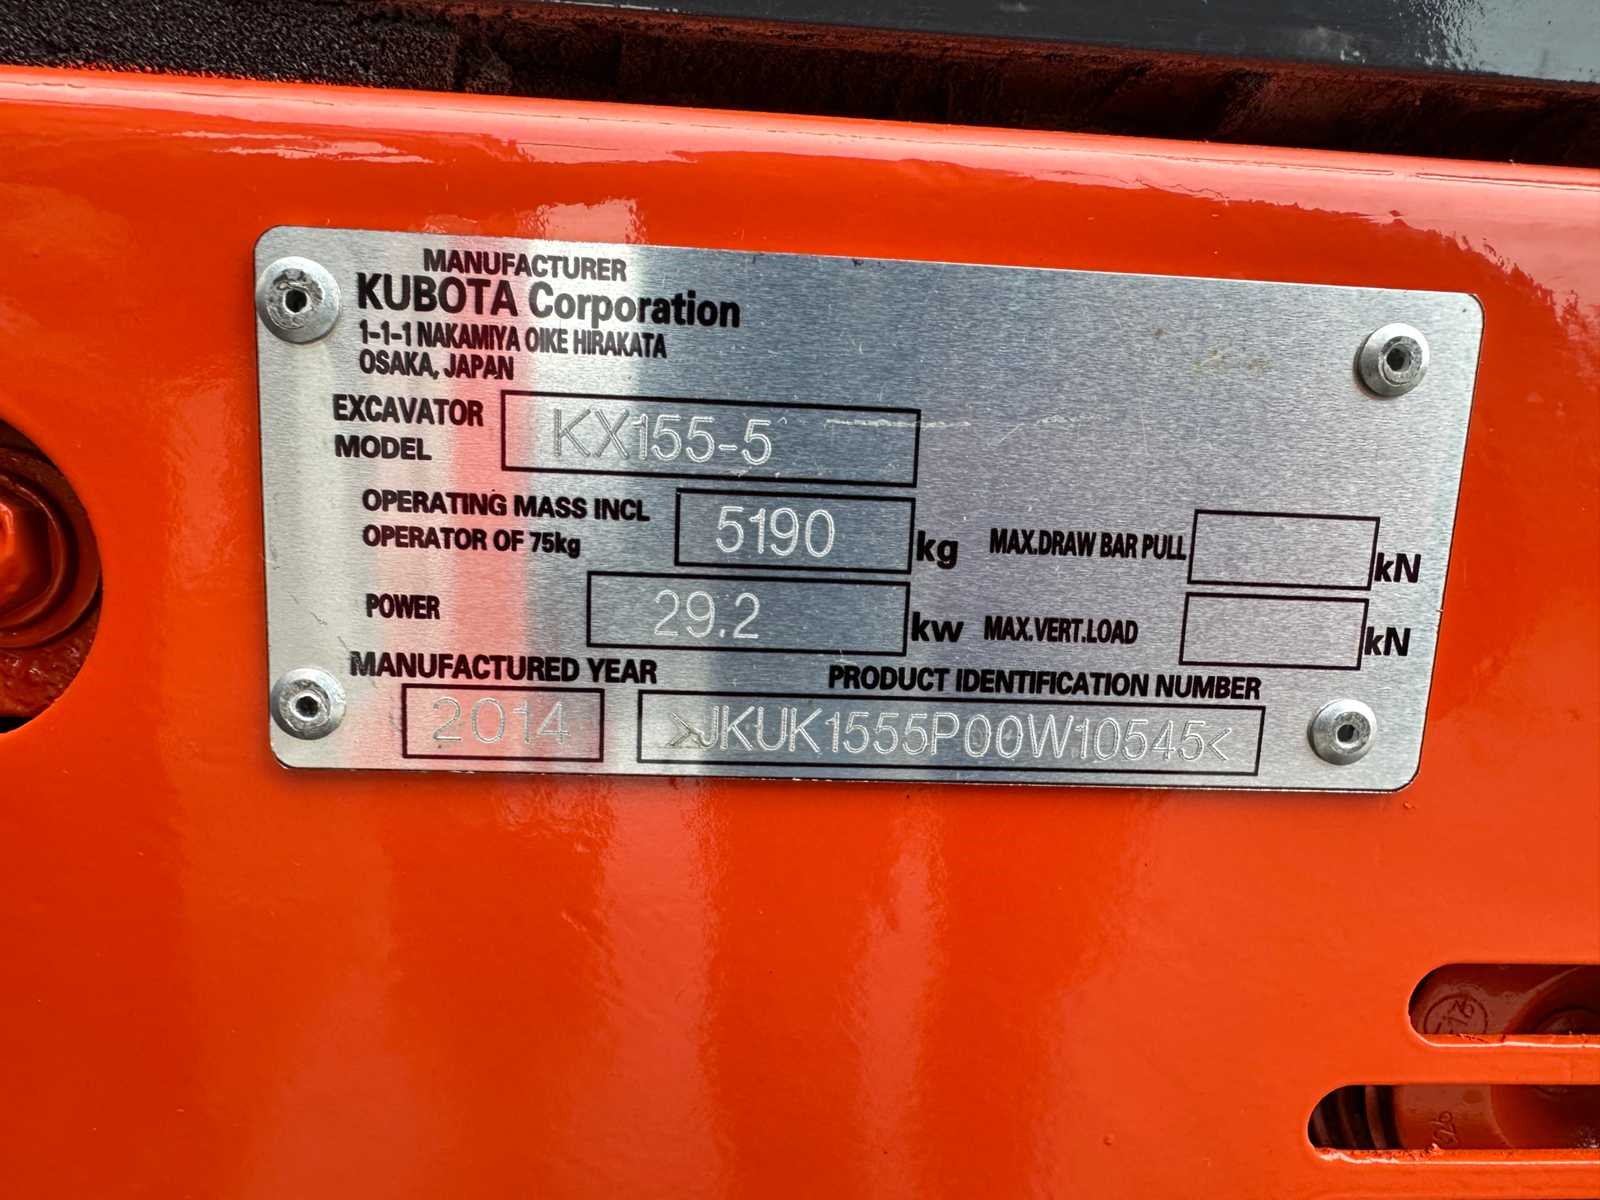 MANUFACTURER
KUBOTA Corporation
1-1-1 NAKAMIYA OIKE HIRAKATA
OSAKA, JAPAN
EXCAVATOR MODEL KX155-5
OPERATING MASS INCL OPERATOR OF 75kg 5190 kg
MAX.DRAW BAR PULL kN
POWER 29.2 kw
MAX.VERT.LOAD kN
MANUFACTURED YEAR
2014
PRODUCT IDENTIFICATION NUMBER
>JKUK1555P00W10545<